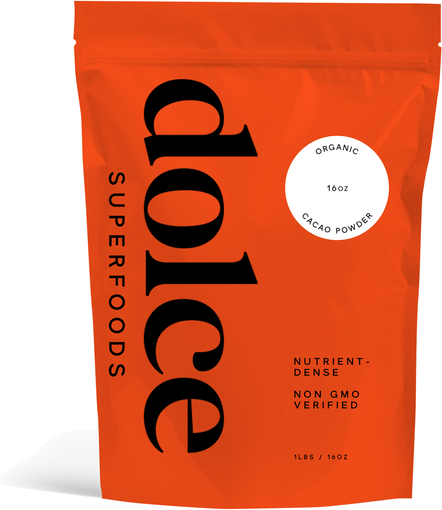 dolce
SUPERFOODS
ORGANIC
16OZ
CACAO POWDER
NUTRIENT-
DENSE
NON GMO
VERIFIED
1LBS / 16OZ